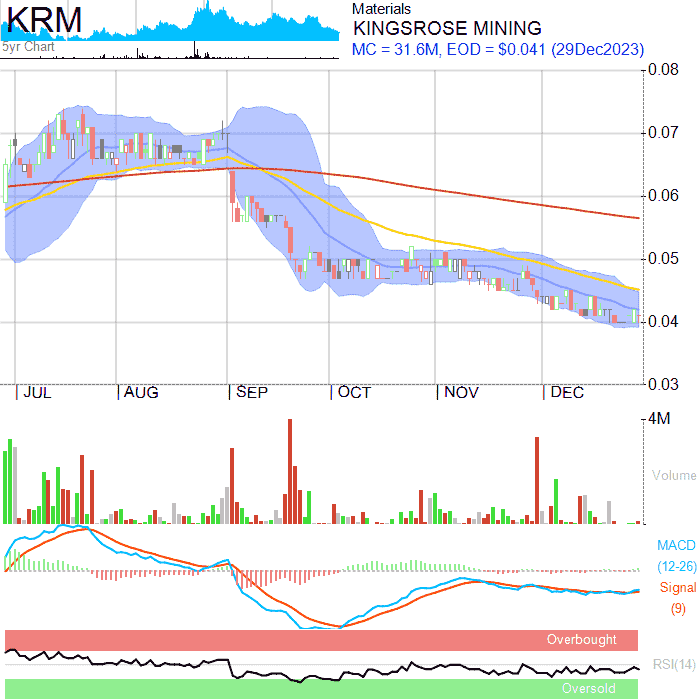 KRM
5yr Chart
Materials
KINGSROSE MINING
MC = 31.6M, EOD = $0.041 (29Dec2023)
0.08
0.07
0.06
0.05
0.04
0.03
JUL AUG SEP OCT NOV DEC
4M
Volume
MACD
(12-26)
Signal
(9)
Overbought
RSI(14)
Oversold